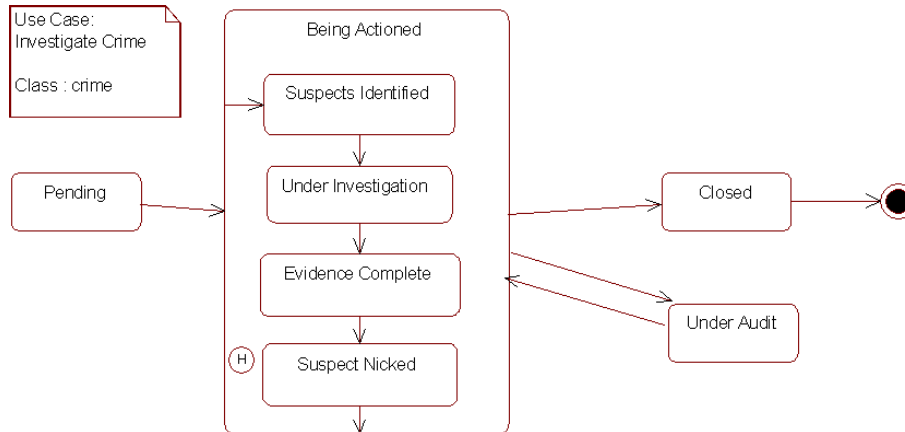 Use Case:
Investigate Crime
Class : crime
Being Actioned
Suspects Identified
Under Investigation
Evidence Complete
Suspect Nicked
H
Pending
Closed
Under Audit